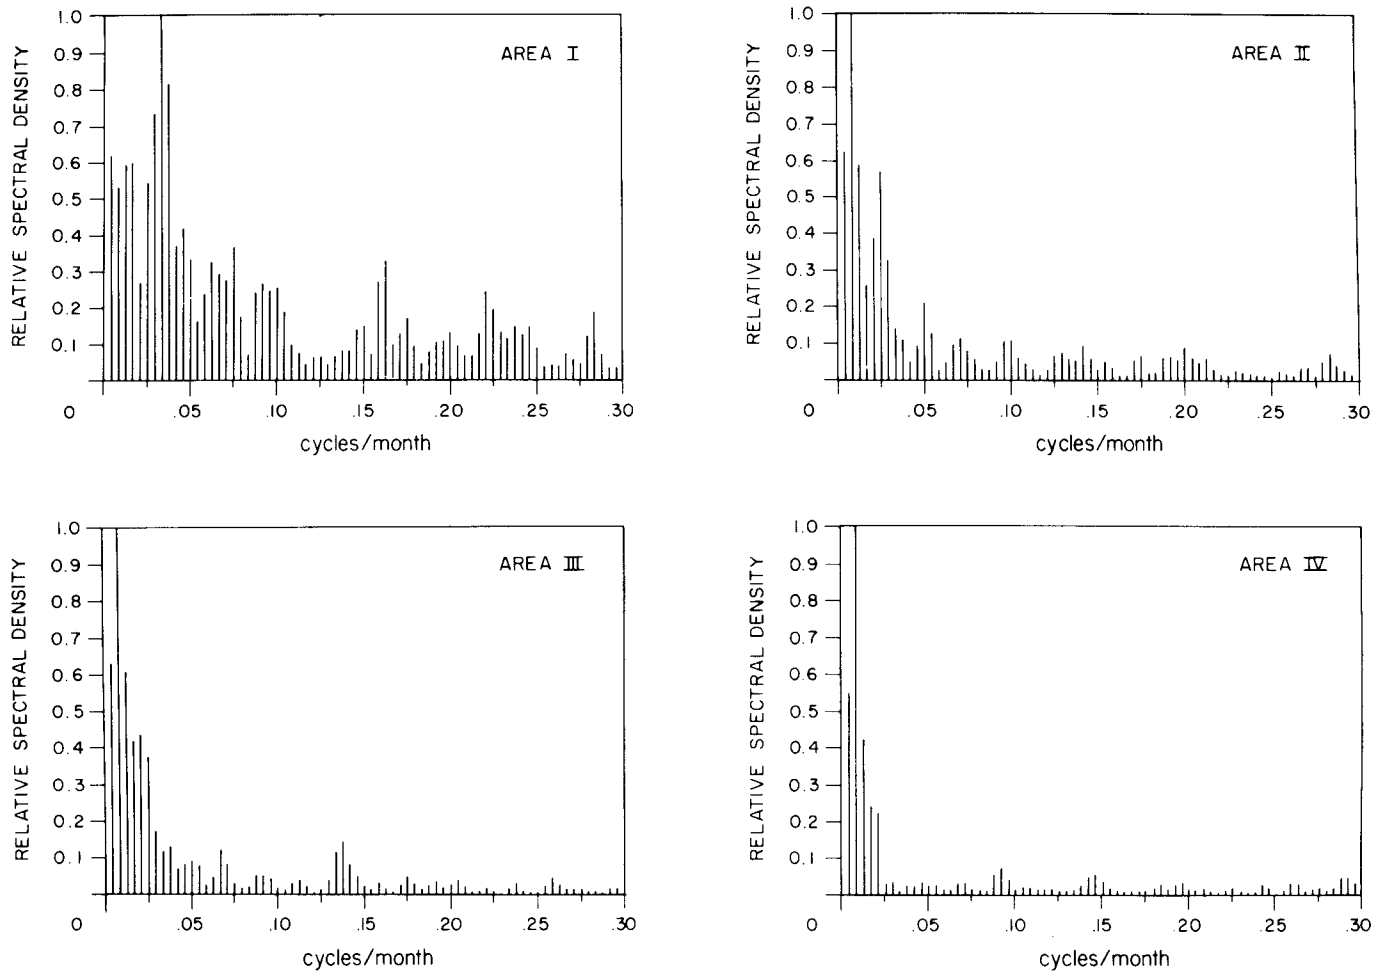 1.0
0.9
0.8
0.7
0.6
0.5
0.4
0.3
0.2
0.1
RELATIVE SPECTRAL DENSITY
AREA I
0 .05 .10 .15 .20 .25 .30
cycles/month
1.0
0.9
0.8
0.7
0.6
0.5
0.4
0.3
0.2
0.1
RELATIVE SPECTRAL DENSITY
AREA II
0 .05 .10 .15 .20 .25 .30
cycles/month
1.0
0.9
0.8
0.7
0.6
0.5
0.4
0.3
0.2
0.1
RELATIVE SPECTRAL DENSITY
AREA III
0 .05 .10 .15 .20 .25 .30
cycles/month
1.0
0.9
0.8
0.7
0.6
0.5
0.4
0.3
0.2
0.1
RELATIVE SPECTRAL DENSITY
AREA IV
0 .05 .10 .15 .20 .25 .30
cycles/month